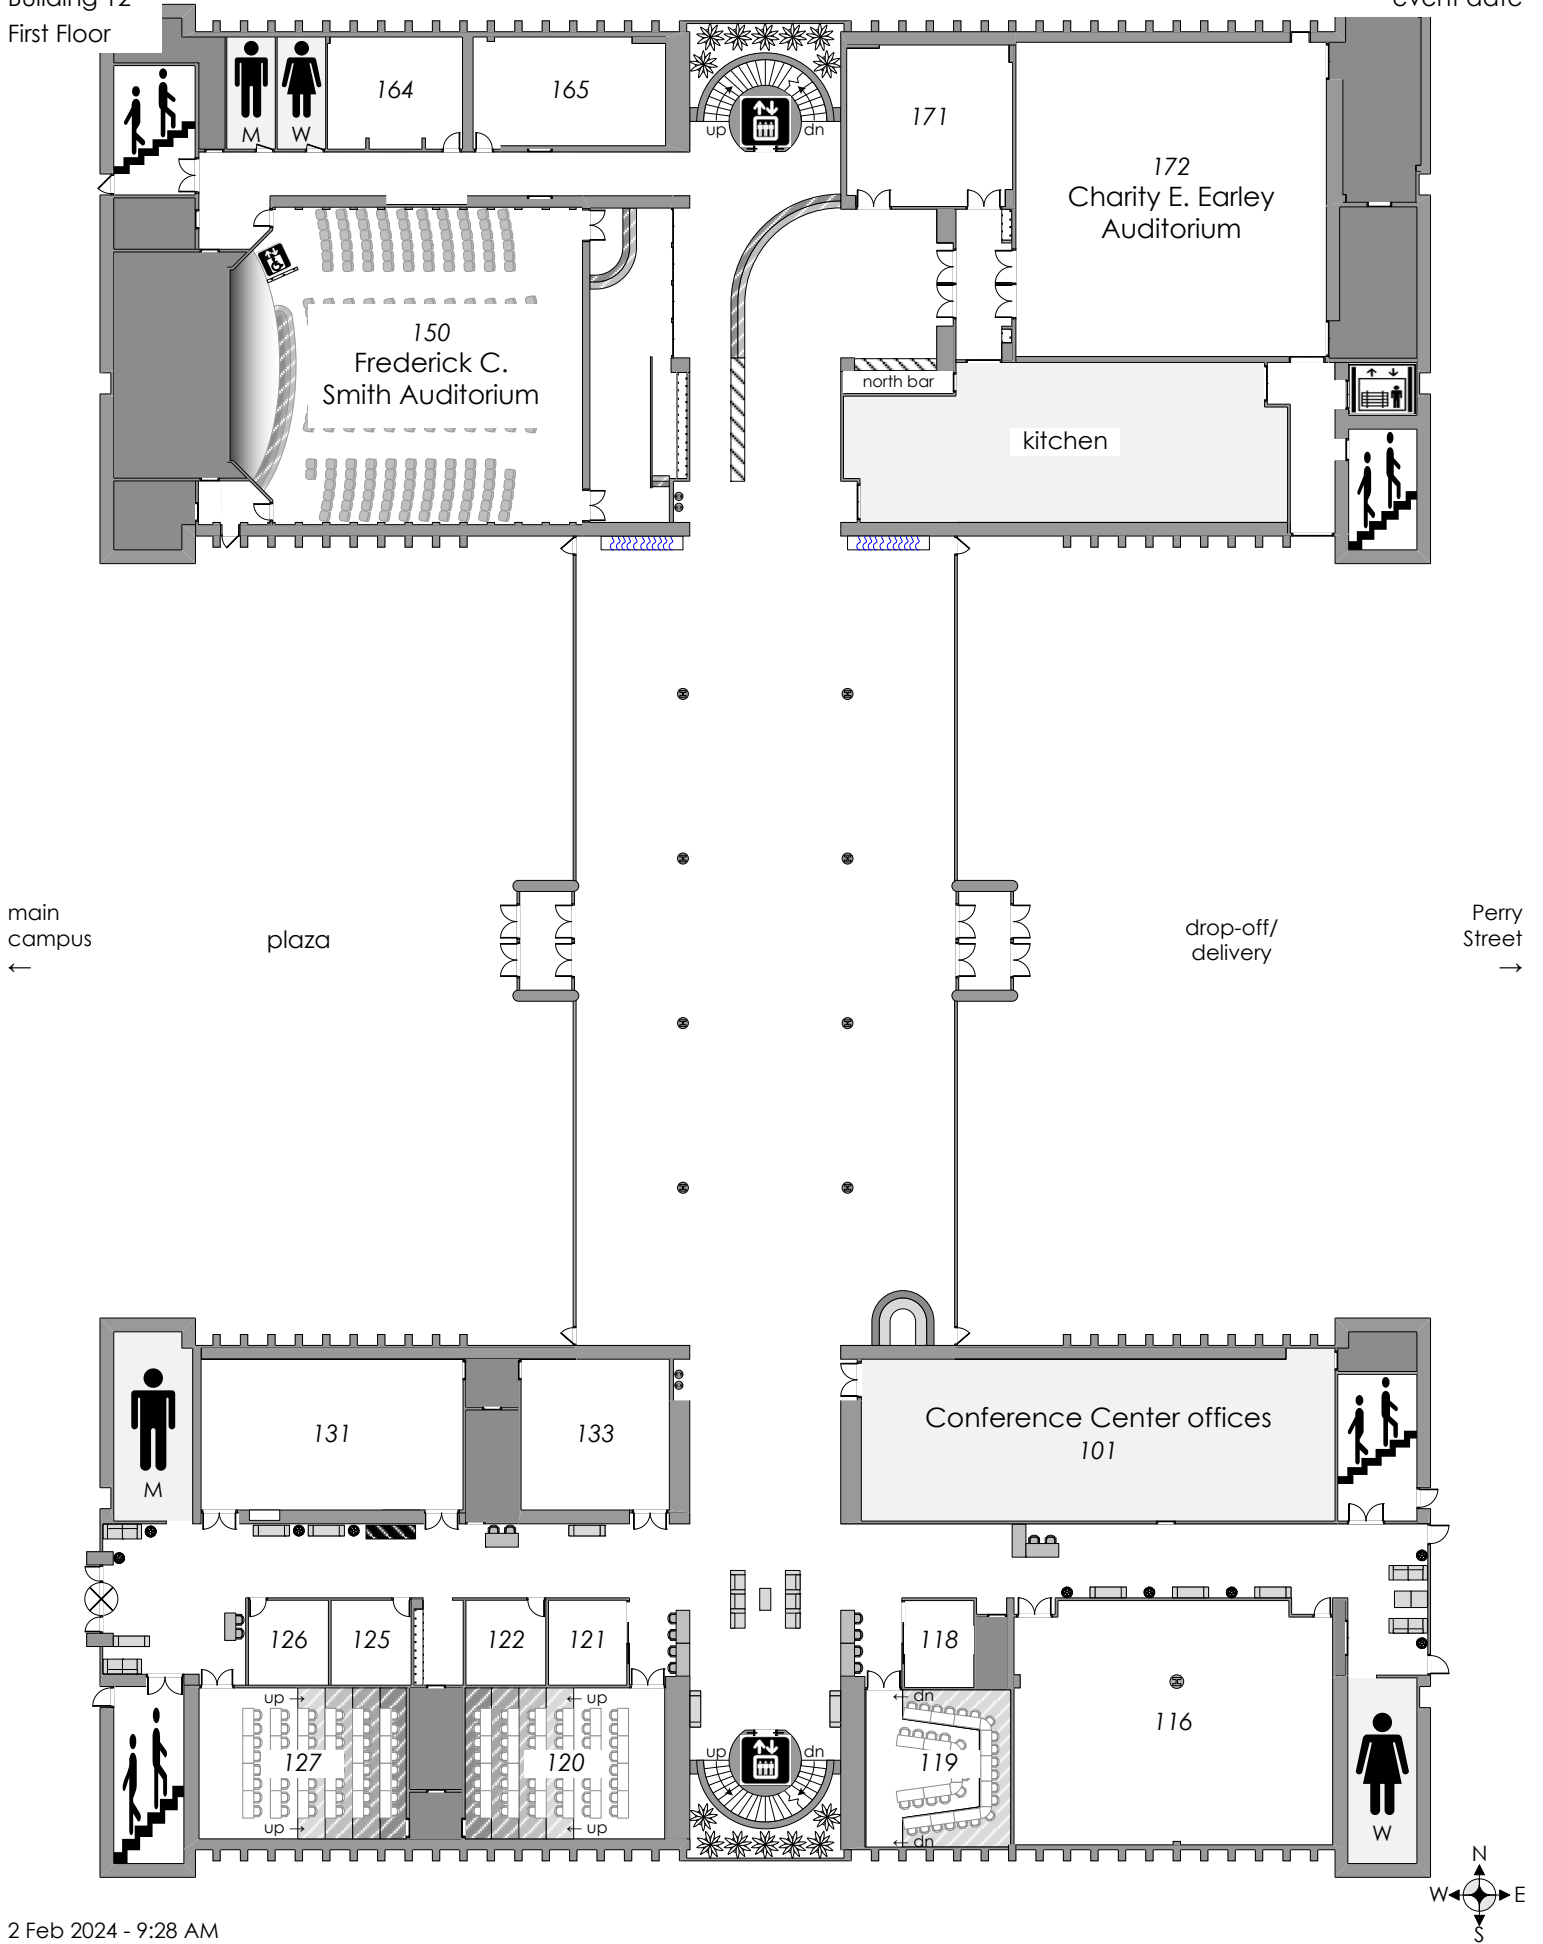 Building 12
event date
First Floor
M
W
164
165
up
dn
171
172
Charity E. Earley
Auditorium
150
Frederick C.
Smith Auditorium
north bar
kitchen
main
campus
←
plaza
drop-off/
delivery
Perry
Street
→
M
131
133
Conference Center offices
101
126
125
122
121
118
up →
← up
127
120
up →
← up
up
dn
← dn
119
← dn
116
W
N
W
E
S
2 Feb 2024 - 9:28 AM